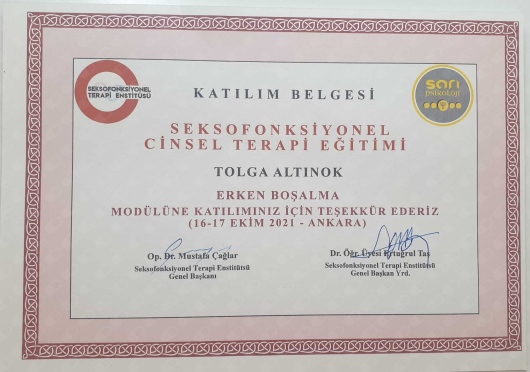 SEKSOFONKSİYONEL
TERAPİ ENSTİTÜSÜ
sarı
psikoloji
KATILIM BELGESİ
SEKSOFONKSİYONEL
CİNSEL TERAPİ EĞİTİMİ
TOLGA ALTINOK
ERKEN BOŞALMA
MODÜLÜNE KATILIMINIZ İÇİN TEŞEKKÜR EDERİZ
(16-17 EKİM 2021 - ANKARA)
Op. Dr. Mustafa Çağlar
Seksofonksiyonel Terapi Enstitüsü
Genel Başkanı
Dr. Öğr. Üyesi Ertuğrul Taş
Seksofonksiyonel Terapi Enstitüsü
Genel Başkan Yrd.